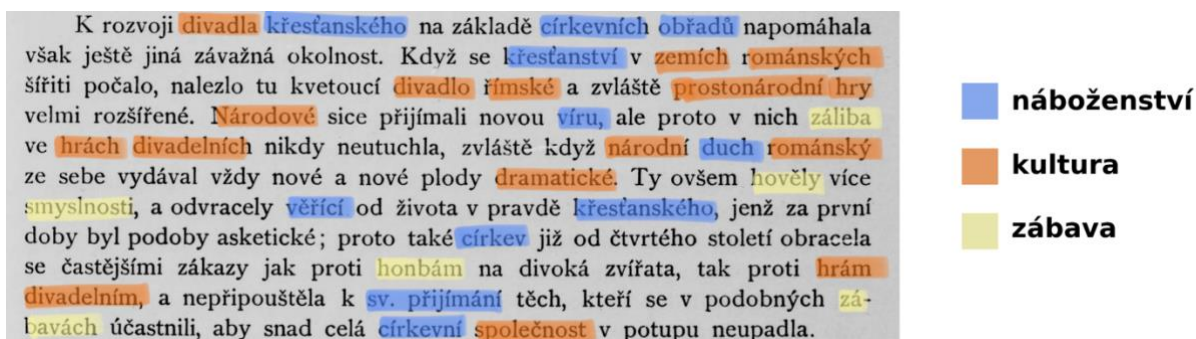 K rozvoji divadla křesťanského na základě církevních obřadů napomáhala
však ještě jiná závažná okolnost. Když se křesťanství v zemích románských
šířiti počalo, nalezlo tu kvetoucí divadlo římské a zvláště prostonárodní hry
velmi rozšířené. Národové sice přijímali novou víru, ale proto v nich záliba
ve hrách divadelních nikdy neutuchla, zvláště když národní duch románský
ze sebe vydával vždy nové a nové plody dramatické. Ty ovšem hověly více
smyslnosti, a odvracely věřící od života v pravdě křesťanského, jenž za první
doby byl podoby asketické; proto také církev již od čtvrtého století obracela
se častějšími zákazy jak proti honbám na divoká zvířata, tak proti hrám
divadelním, a nepřipouštěla k sv. přijímání těch, kteří se v podobných zá-
bavách účastnili, aby snad celá církevní společnost v potupu neupadla.
náboženství
kultura
zábava